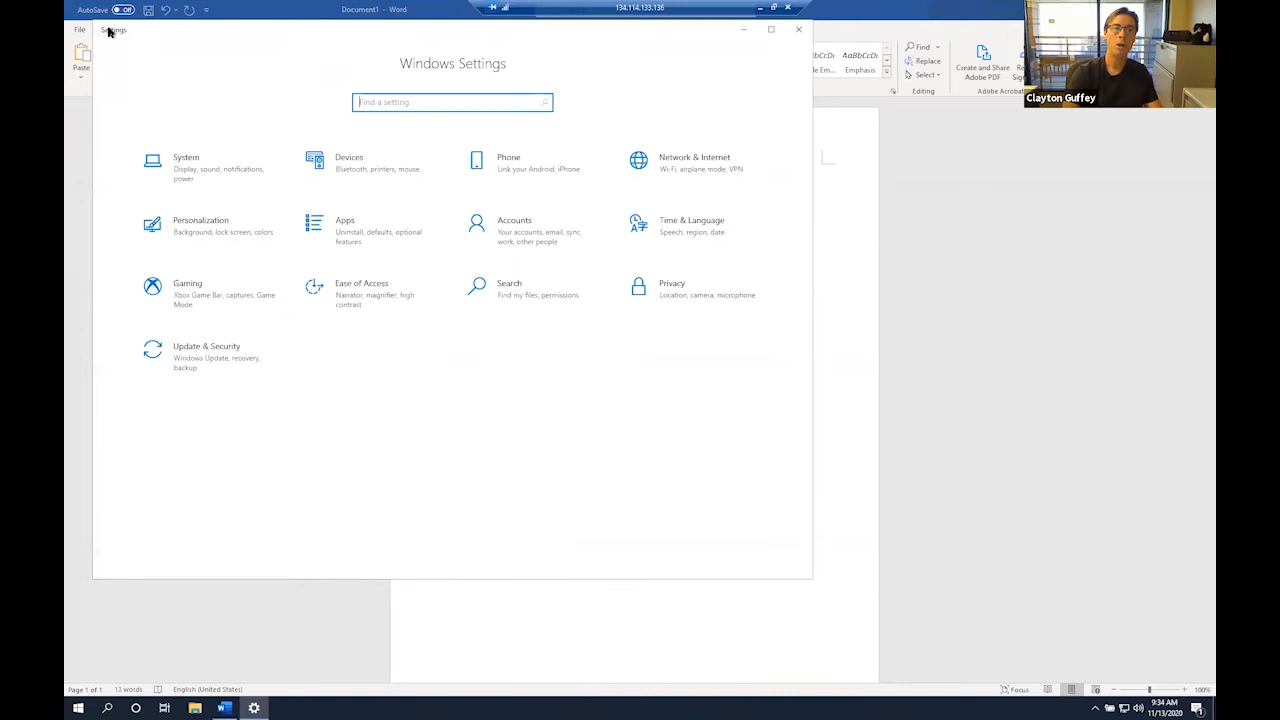 AutoSave
Off
Document1 - Word
134.114.133.136
File
Settings
Paste
Windows Settings
Find a setting
System
Display, sound, notifications,
power
Devices
Bluetooth, printers, mouse
Phone
Link your Android, iPhone
Network & Internet
Wi-Fi, airplane mode, VPN
Personalization
Background, lock screen, colors
Apps
Uninstall, defaults, optional
features
Accounts
Your accounts, email, sync,
work, other people
Time & Language
Speech, region, date
Gaming
Xbox Game Bar, captures, Game
Mode
Ease of Access
Narrator, magnifier, high
contrast
Search
Find my files, permissions
Privacy
Location, camera, microphone
Update & Security
Windows Update, recovery,
backup
AaBbCcDı
Emphasis
Find
Replace
Select
Editing
Create and Share
Adobe PDF
Adobe Acrobat
Clayton Guffey
Page 1 of 1
13 words
English (United States)
Focus
100%
9:34 AM
11/13/2020
1